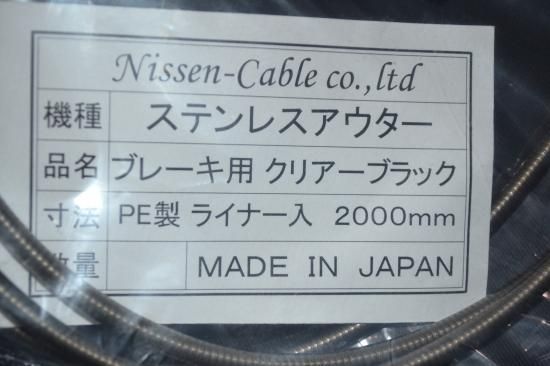 Nissen-Cable co.,ltd
機種 ステンレスアウター
品名 ブレーキ用 クリアーブラック
寸法 PE製 ライナー入 2000mm
数量 MADE IN JAPAN